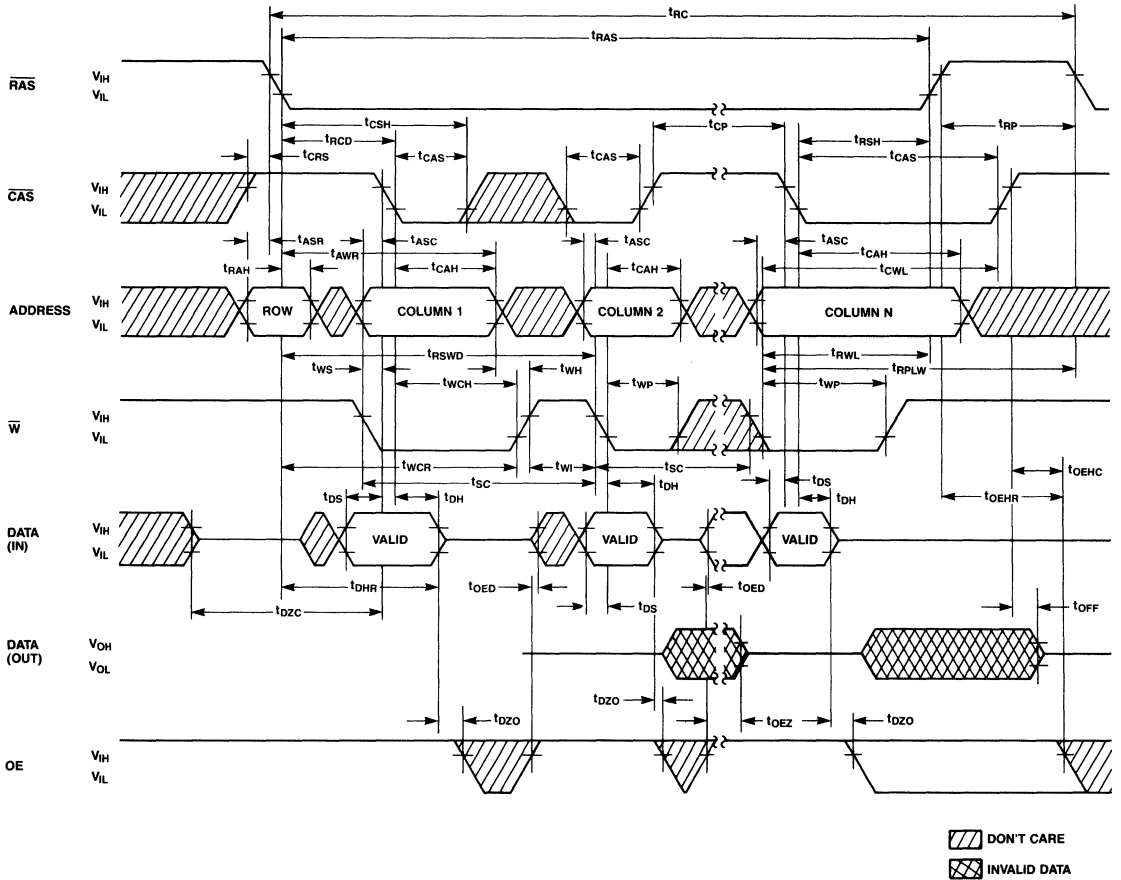 tRC
tRAS
RAS
VIH
VIL
tCSH
tCP
tRCD
tRSH
tRP
tCRS
tCAS
tCAS
tCAS
CAS
VIH
VIL
tASR
tASC
tASC
tASC
tAWR
tCAH
tRAH
tCAH
tCAH
tCWL
ADDRESS
VIH
VIL
ROW
COLUMN 1
COLUMN 2
COLUMN N
tRSWD
tRWL
tWS
tWH
tRPLW
tWCH
tWP
tWP
W
VIH
VIL
tWCR
tWI
tSC
tOEHC
tSC
tDH
tDS
tDS
tDH
tDH
tOEHR
DATA
(IN)
VIH
VIL
VALID
VALID
VALID
tDHR
tOED
tOED
tDZC
tDS
tOFF
DATA
(OUT)
VOH
VOL
tDZO
tDZO
tOEZ
tDZO
OE
VIH
VIL
DON'T CARE
INVALID DATA